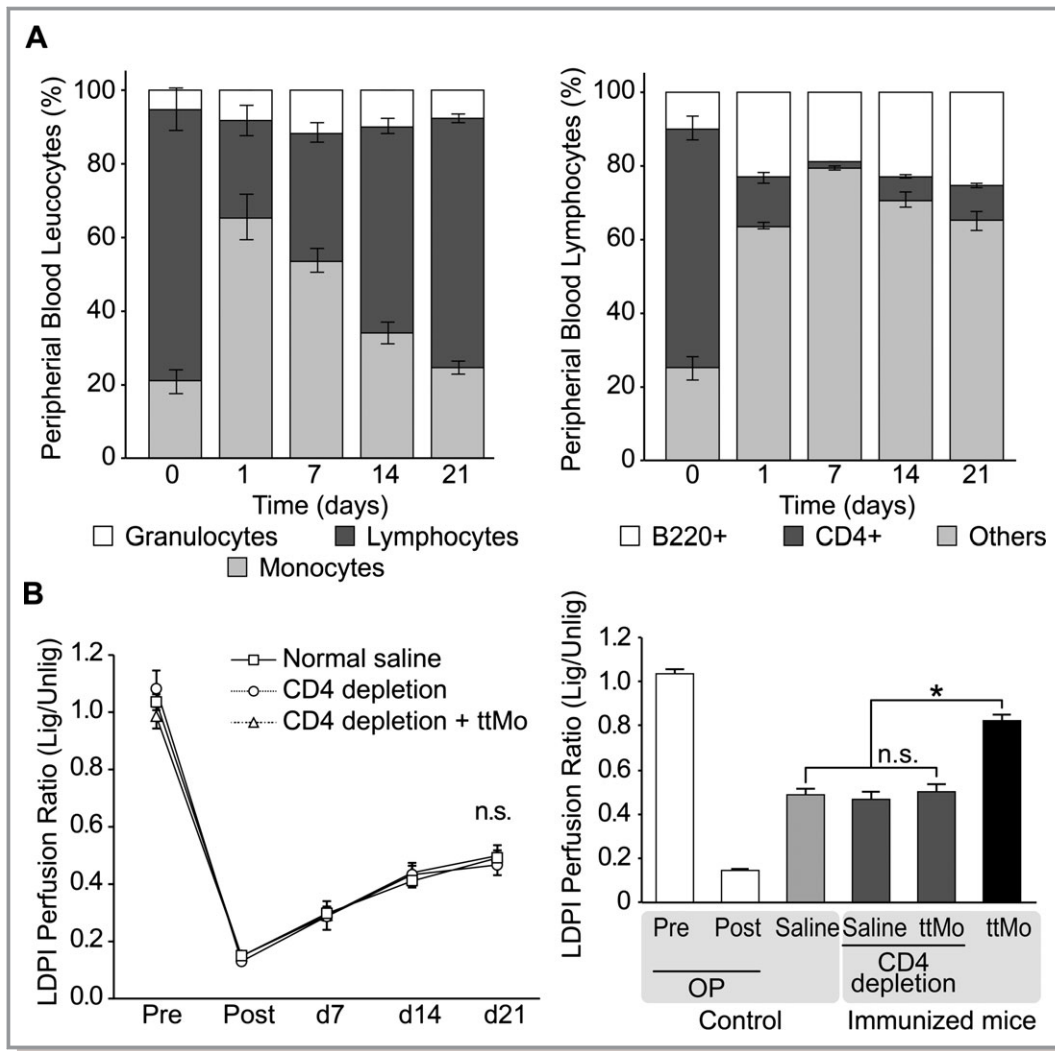 A
Peripherial Blood Leucocytes (%)
100
80
60
40
20
0
0 1 7 14 21
Time (days)
Granulocytes Lymphocytes
Monocytes
Peripherial Blood Lymphocytes (%)
100
80
60
40
20
0
0 1 7 14 21
Time (days)
B220+ CD4+ Others
B
LDPI Perfusion Ratio (Lig/Unlig)
1.2
1.0
0.8
0.6
0.4
0.2
0.0
Normal saline
CD4 depletion
CD4 depletion + ttMo
n.s.
Pre Post d7 d14 d21
LDPI Perfusion Ratio (Lig/Unlig)
1.2
1.0
0.8
0.6
0.4
0.2
0
*
n.s.
Pre Post Saline Saline ttMo ttMo
OP
CD4
depletion
Control Immunized mice